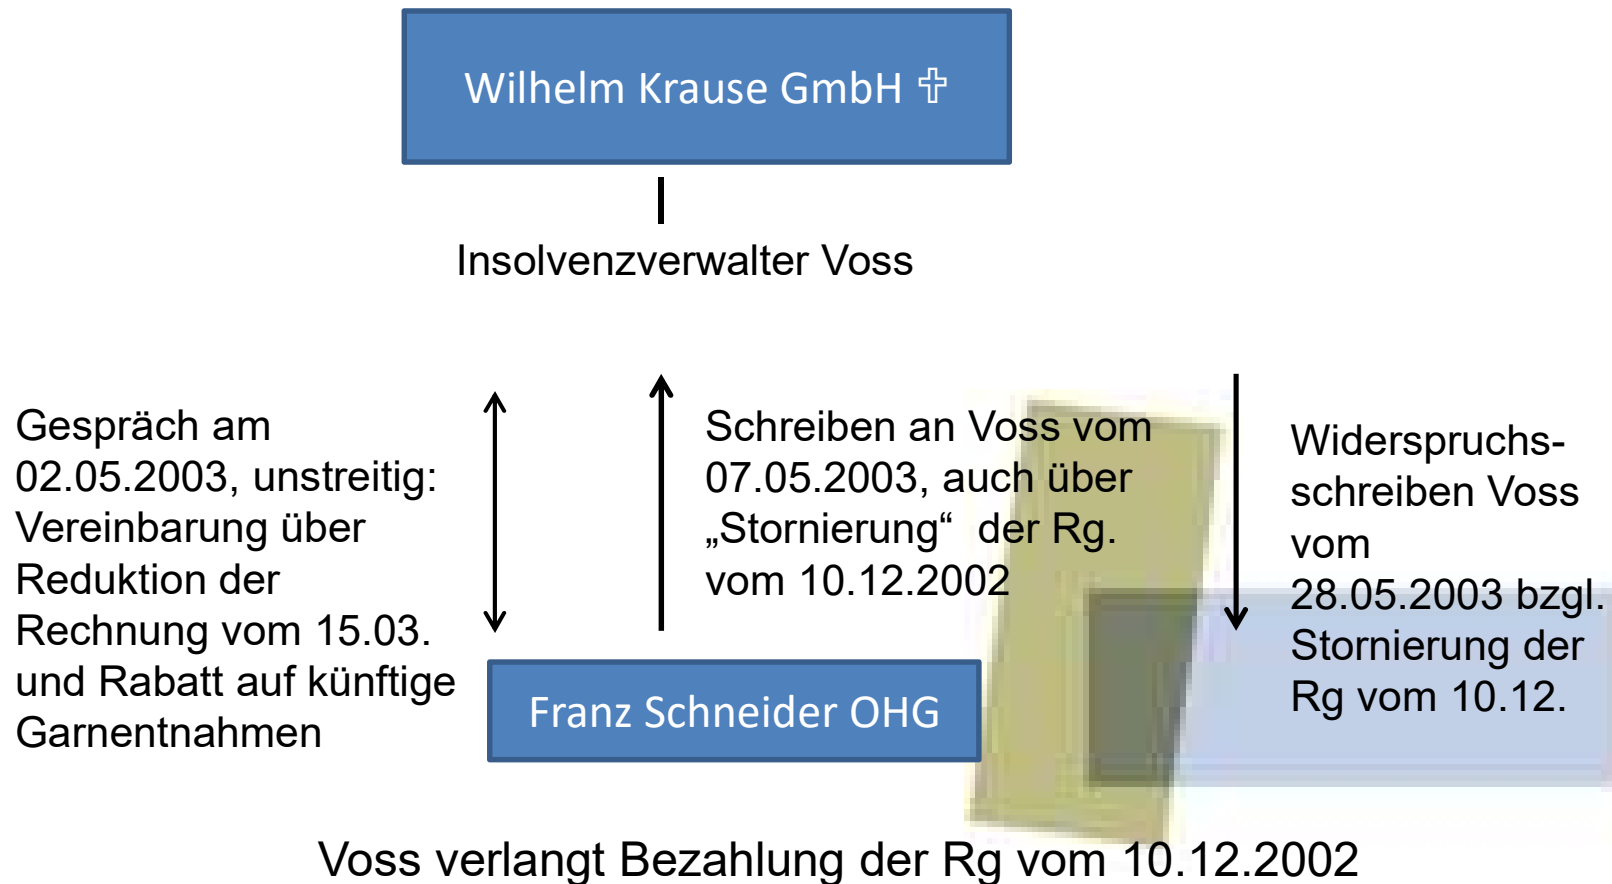 Wilhelm Krause GmbH ✞
Insolvenzverwalter Voss
Gespräch am
02.05.2003, unstreitig:
Vereinbarung über
Reduktion der
Rechnung vom 15.03.
und Rabatt auf künftige
Garnentnahmen
Schreiben an Voss vom
07.05.2003, auch über
„Stornierung“ der Rg.
vom 10.12.2002
Widerspruchs-
schreiben Voss
vom
28.05.2003 bzgl.
Stornierung der
Rg vom 10.12.
Franz Schneider OHG
Voss verlangt Bezahlung der Rg vom 10.12.2002